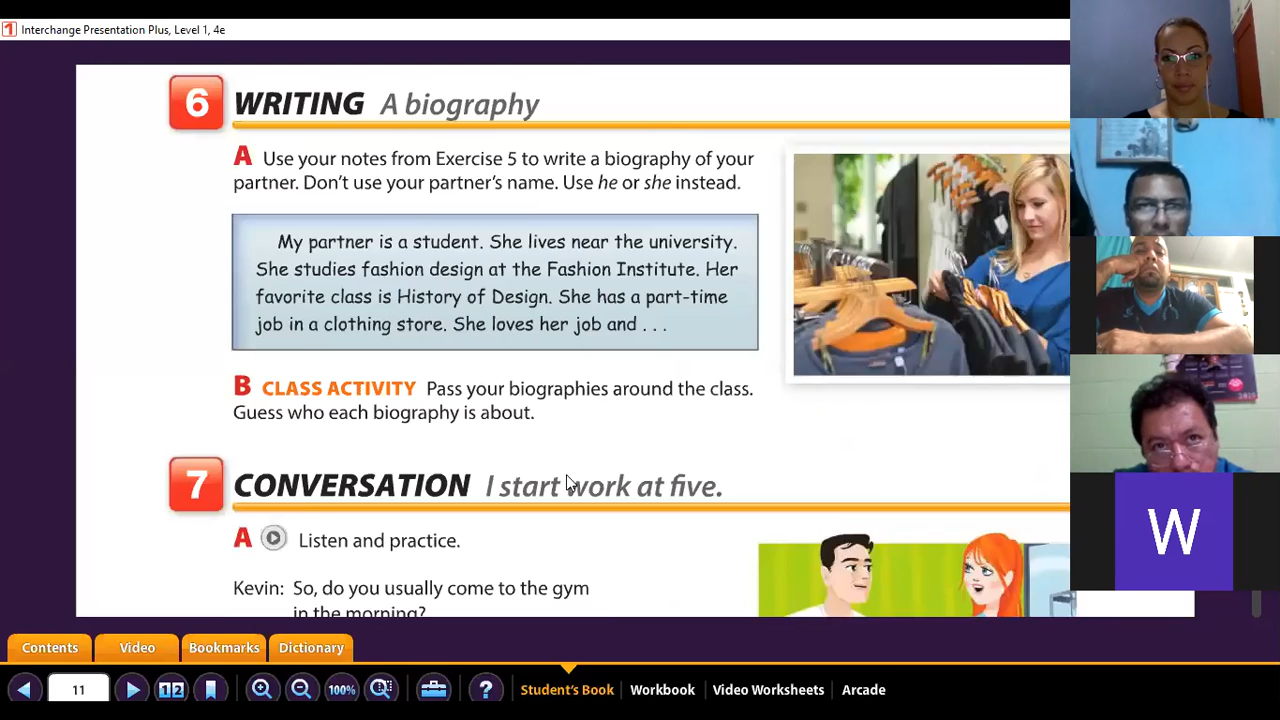 Interchange Presentation Plus, Level 1, 4e
6 WRITING A biography
A Use your notes from Exercise 5 to write a biography of your
partner. Don't use your partner's name. Use he or she instead.
My partner is a student. She lives near the university.
She studies fashion design at the Fashion Institute. Her
favorite class is History of Design. She has a part-time
job in a clothing store. She loves her job and . . .
B CLASS ACTIVITY Pass your biographies around the class.
Guess who each biography is about.
7 CONVERSATION I start work at five.
A Listen and practice.
Kevin: So, do you usually come to the gym
in the morning?
W
Contents Video Bookmarks Dictionary
11 12 100% ? Student's Book Workbook Video Worksheets Arcade